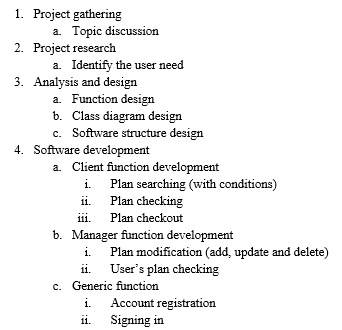 1. Project gathering
a. Topic discussion
2. Project research
a. Identify the user need
3. Analysis and design
a. Function design
b. Class diagram design
c. Software structure design
4. Software development
a. Client function development
i. Plan searching (with conditions)
ii. Plan checking
iii. Plan checkout
b. Manager function development
i. Plan modification (add, update and delete)
ii. User's plan checking
c. Generic function
i. Account registration
ii. Signing in